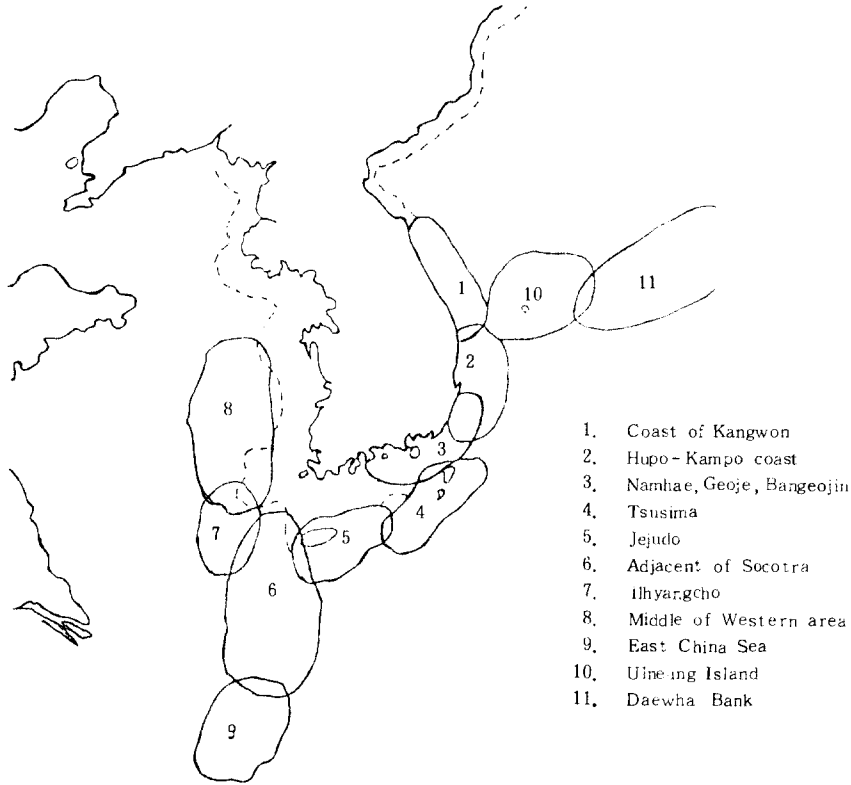 1
10
11
2
8
3
4
7
5
6
9
1. Coast of Kangwon
2. Hupo-Kampo coast
3. Namhae, Geoje, Bangeojin
4. Tsusima
5. Jejudo
6. Adjacent of Socotra
7. Ilhyangcho
8. Middle of Western area
9. East China Sea
10. Island
11. Daewha Bank